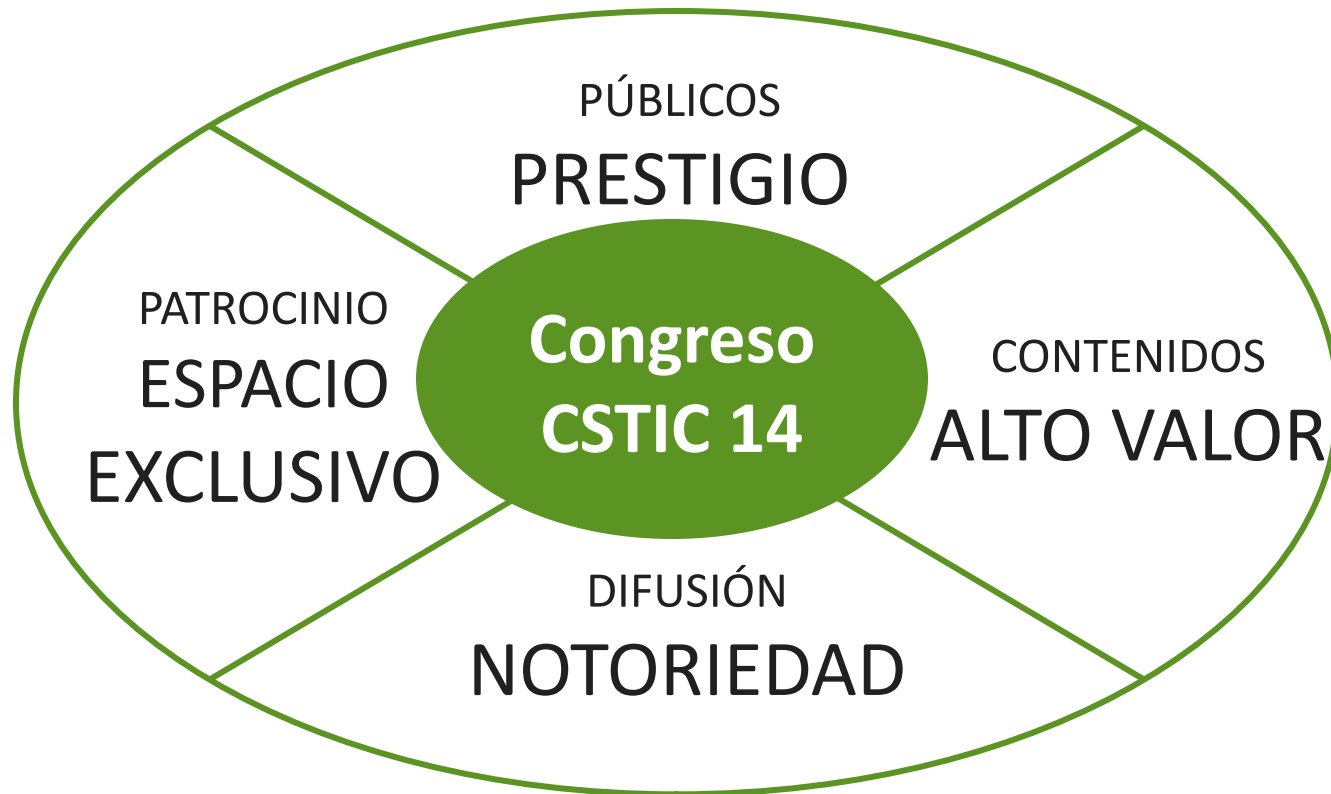 PÚBLICOS
PRESTIGIO
PATROCINIO
ESPACIO
EXCLUSIVO
Congreso
CSTIC 14
CONTENIDOS
ALTO VALOR
DIFUSIÓN
NOTORIEDAD